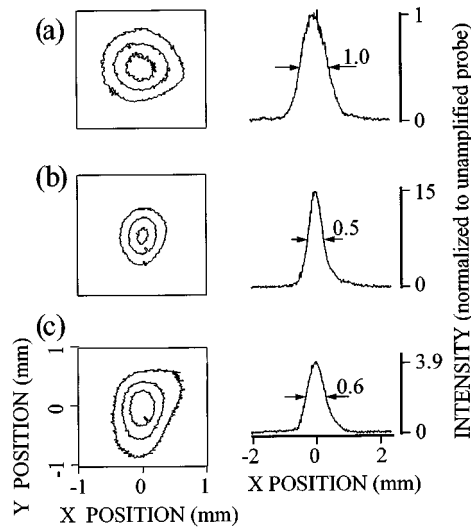 (a)
1.0
1
0
(b)
0.5
15
0
(c)
0.6
3.9
0
1
0
-1
-1
0
1
-2
0
2
Y POSITION (mm)
X POSITION (mm)
X POSITION (mm)
INTENSITY (normalized to unamplified probe)